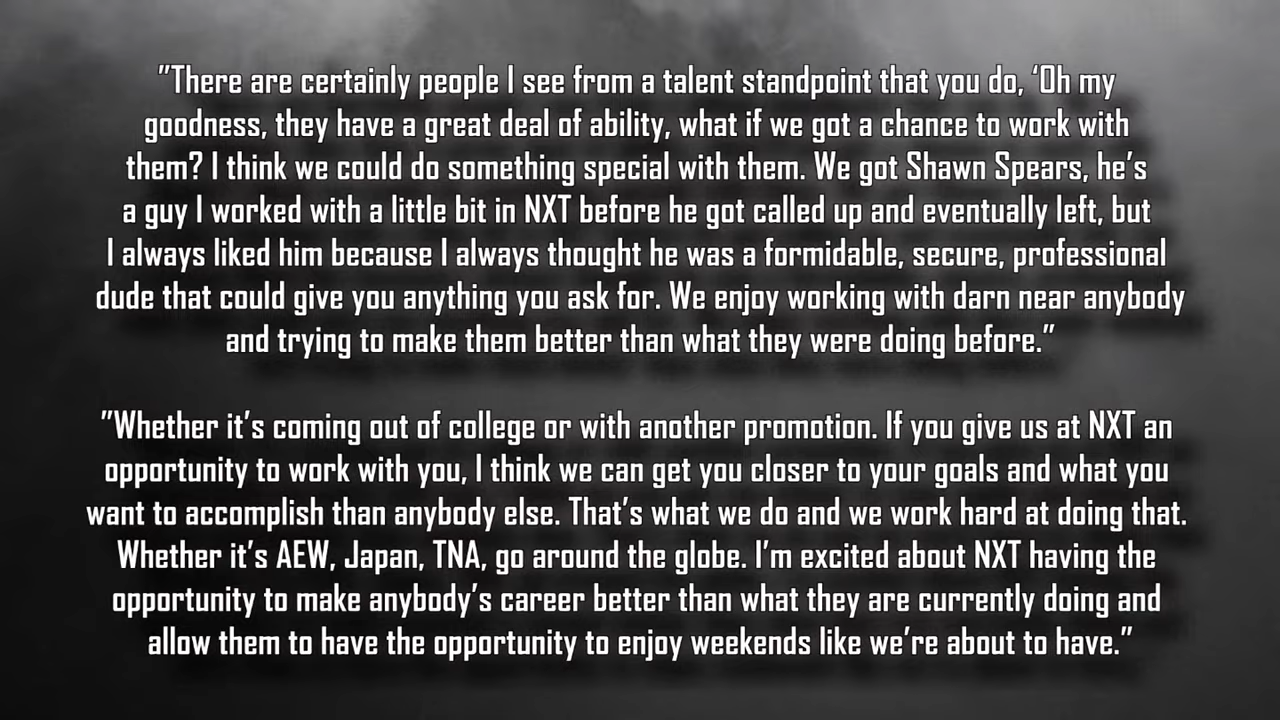 ”There are certainly people I see from a talent standpoint that you do, ‘Oh my
goodness, they have a great deal of ability, what if we got a chance to work with
them? I think we could do something special with them. We got Shawn Spears, he’s
a guy I worked with a little bit in NXT before he got called up and eventually left, but
I always liked him because I always thought he was a formidable, secure, professional
dude that could give you anything you ask for. We enjoy working with darn near anybody
and trying to make them better than what they were doing before.”
”Whether it’s coming out of college or with another promotion. If you give us at NXT an
opportunity to work with you, I think we can get you closer to your goals and what you
want to accomplish than anybody else. That’s what we do and we work hard at doing that.
Whether it’s AEW, Japan, TNA, go around the globe. I’m excited about NXT having the
opportunity to make anybody’s career better than what they are currently doing and
allow them to have the opportunity to enjoy weekends like we’re about to have.”